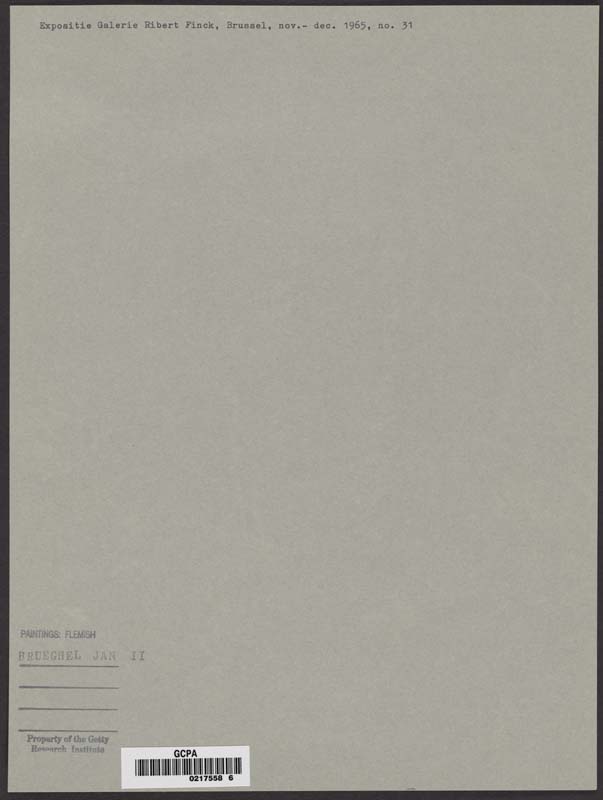 Expositie Galerie Ribert Finck, Brussel, nov.- dec. 1965, no. 31
PAINTINGS: FLEMISH
BRUEGHEL JAN II
Property of the Getty
Research Institute
GCPA
0217558 6